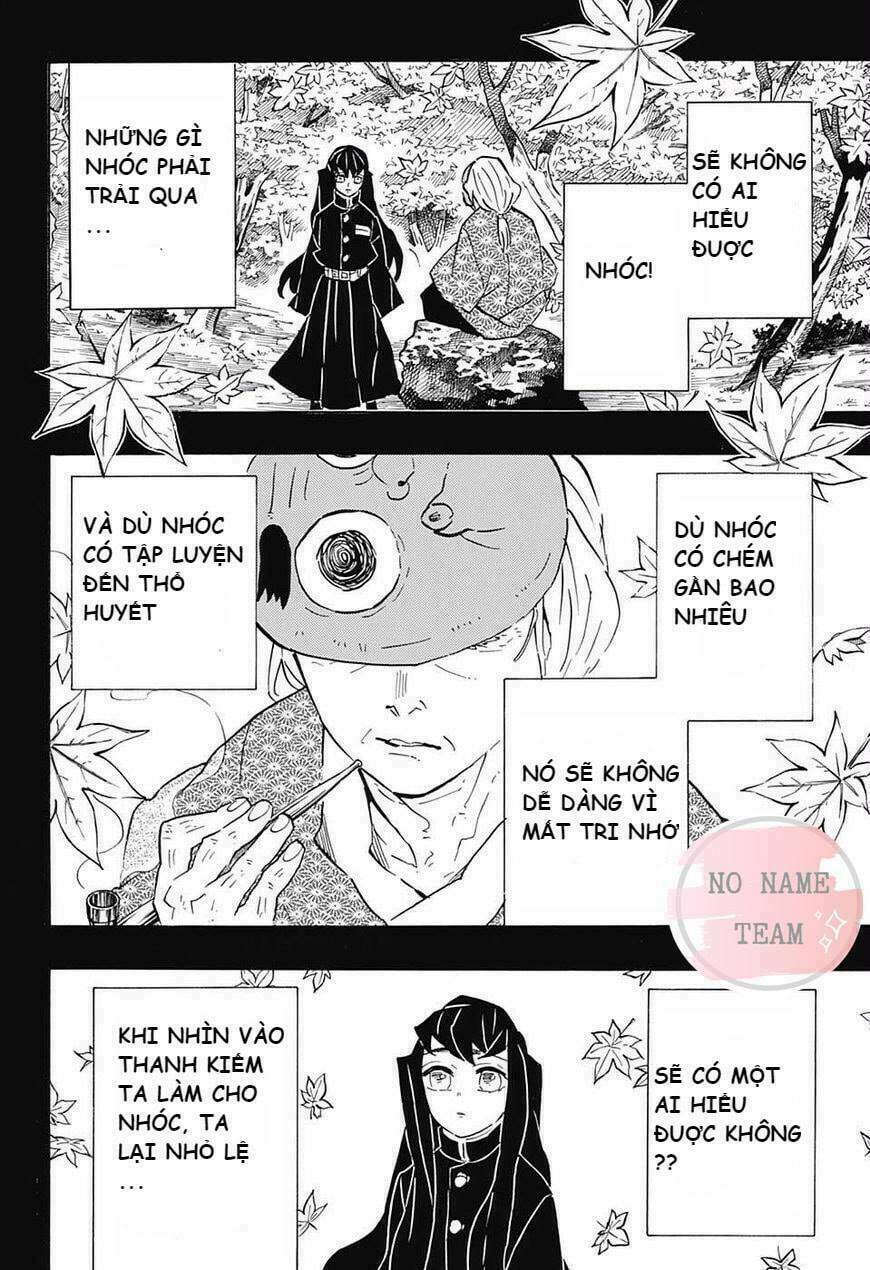 SẼ KHÔNG
CÓ AI
HIỂU
ĐUỢC
NHÓC!
NHỮNG GÌ
NHÓC PHẢI
TRẢI QUA
...
DÙ NHÓC
CÓ CHÉM
GẦN BAO
NHIÊU
NÓ SẼ KHÔNG
DỄ DÀNG VÌ
MẤT TRI NHỚ
VÀ DÙ NHÓC
CÓ TẬP LUYỆN
ĐẾN THỔ
HUYẾT
NO NAME
TEAM
SẼ CÓ MỘT
AI HIỂU
ĐUỢC KHÔNG
??
KHI NHÌN VÀO
THANH KIẾM
TA LÀM CHO
NHÓC, TA
LẠI NHỎ LỆ
...